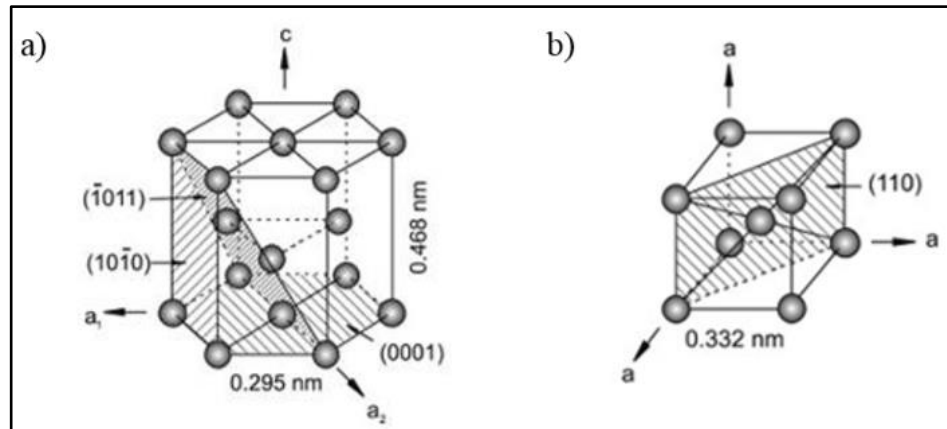 a)
c
(1̄011)
(101̄0)
a₁
0.468 nm
(0001)
0.295 nm
a₂
b)
a
(110)
a
0.332 nm
a